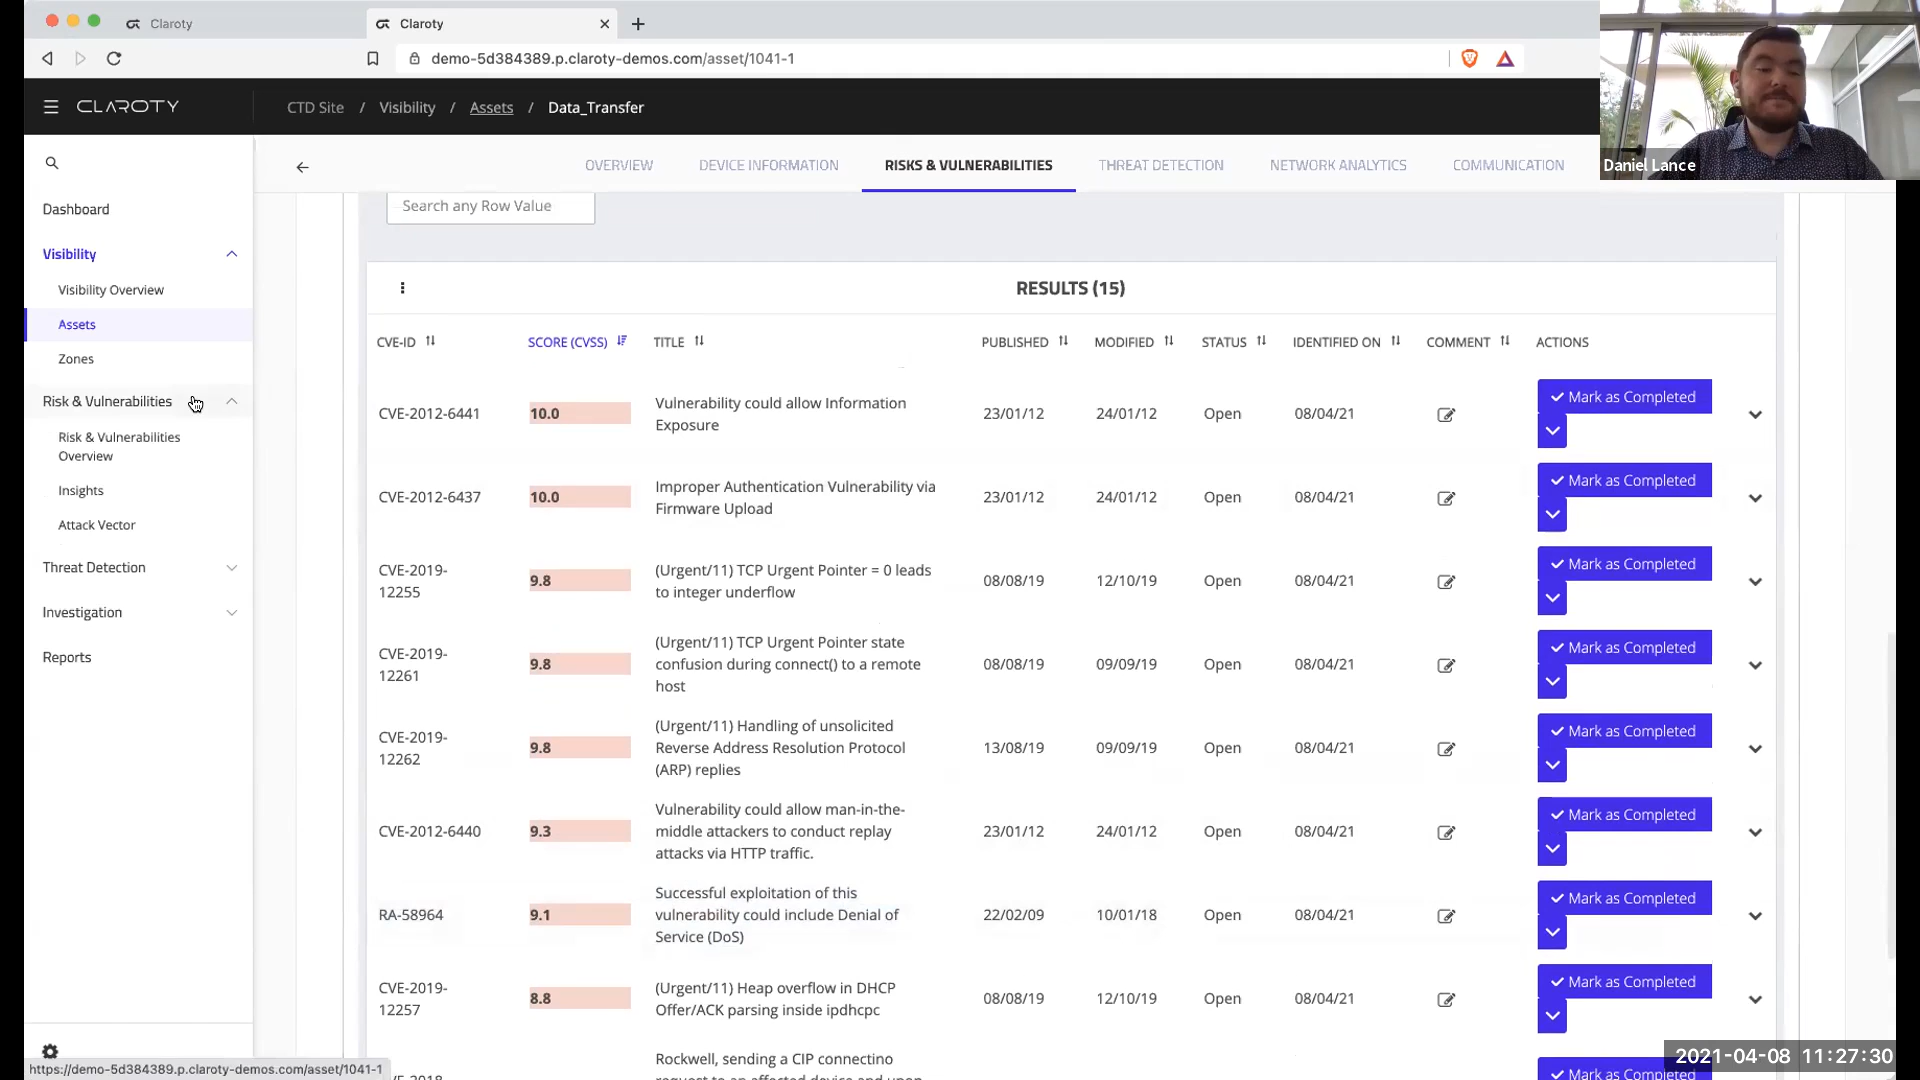 Claroty
Claroty
demo-5d384389.p.claroty-demos.com/asset/1041-1
CLAROTY
CTD Site / Visibility / Assets / Data_Transfer
Daniel Lance
OVERVIEW
DEVICE INFORMATION
RISKS & VULNERABILITIES
THREAT DETECTION
NETWORK ANALYTICS
COMMUNICATION
Dashboard
Visibility
Visibility Overview
Assets
Zones
Risk & Vulnerabilities
Risk & Vulnerabilities
Overview
Insights
Attack Vector
Threat Detection
Investigation
Reports
Search any Row Value
RESULTS (15)
CVE-ID SCORE (CVSS) TITLE PUBLISHED MODIFIED STATUS IDENTIFIED ON COMMENT ACTIONS
CVE-2012-6441 10.0 Vulnerability could allow Information 23/01/12 24/01/12 Open 08/04/21 Mark as Completed
Exposure
CVE-2012-6437 10.0 Improper Authentication Vulnerability via 23/01/12 24/01/12 Open 08/04/21 Mark as Completed
Firmware Upload
CVE-2019- 9.8 (Urgent/11) TCP Urgent Pointer = 0 leads 08/08/19 12/10/19 Open 08/04/21 Mark as Completed
12255 to integer underflow
CVE-2019- 9.8 (Urgent/11) TCP Urgent Pointer state 08/08/19 09/09/19 Open 08/04/21 Mark as Completed
12261 confusion during connect() to a remote
host
CVE-2019- 9.8 (Urgent/11) Handling of unsolicited 13/08/19 09/09/19 Open 08/04/21 Mark as Completed
12262 Reverse Address Resolution Protocol
(ARP) replies
CVE-2012-6440 9.3 Vulnerability could allow man-in-the- 23/01/12 24/01/12 Open 08/04/21 Mark as Completed
middle attackers to conduct replay
attacks via HTTP traffic.
RA-58964 9.1 Successful exploitation of this 22/02/09 10/01/18 Open 08/04/21 Mark as Completed
vulnerability could include Denial of
Service (DoS)
CVE-2019- 8.8 (Urgent/11) Heap overflow in DHCP 08/08/19 12/10/19 Open 08/04/21 Mark as Completed
12257 Offer/ACK parsing inside ipdhcpc
Rockwell, sending a CIP connectino
Mark as Completed
https://demo-5d384389.p.claroty-demos.com/asset/1041-1
2021-04-08 11:27:30